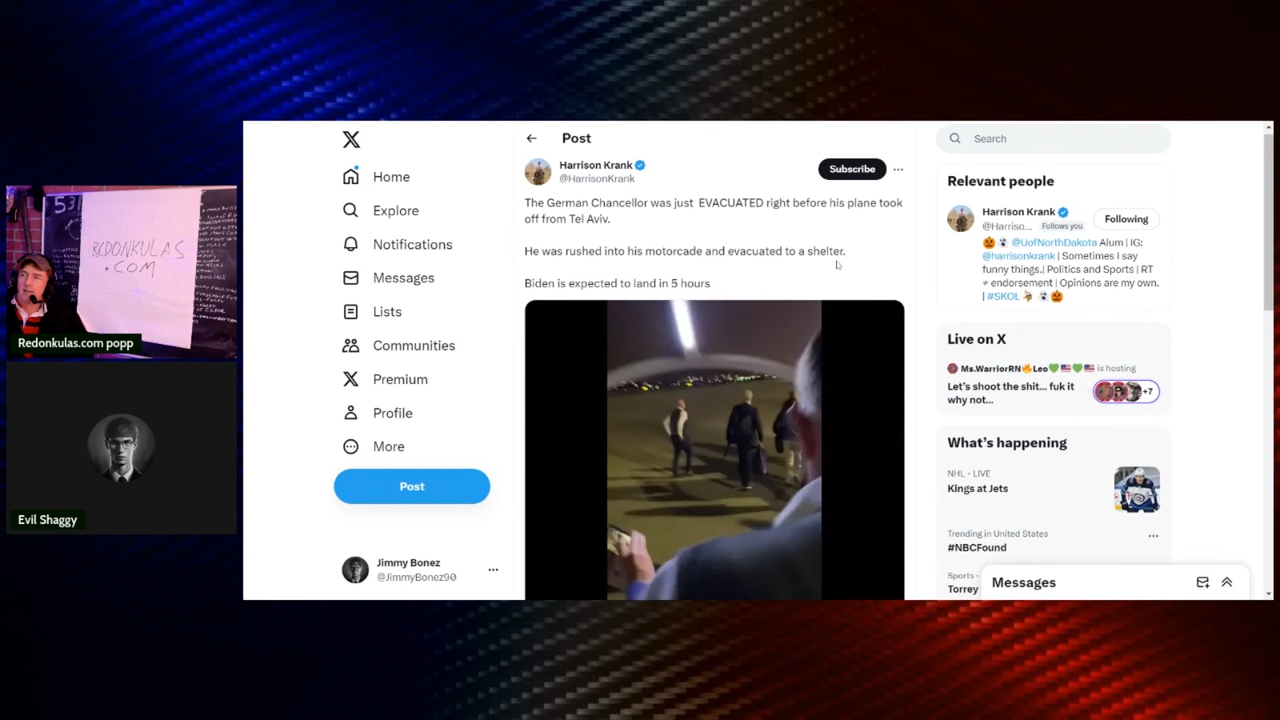 531
REDONKULAS
.COM
Redonkulas.com popp
Evil Shaggy
Home
Explore
Notifications
Messages
Lists
Communities
Premium
Profile
More
Post
Jimmy Bonez
@JimmyBonez90
Post
Harrison Krank
@HarrisonKrank
Subscribe
The German Chancellor was just EVACUATED right before his plane took
off from Tel Aviv.
He was rushed into his motorcade and evacuated to a shelter.
Biden is expected to land in 5 hours
Search
Relevant people
Harrison Krank
@Harriso... Follows you
Following
🎃 👻 @UofNorthDakota Alum | IG:
@harrisonkrank | Sometimes I say
funny things.| Politics and Sports | RT
≠ endorsement | Opinions are my own.
| #SKOL
Live on X
Ms.WarriorRN🔥Leo💚🇺🇸💚🇺🇸 is hosting
Let's shoot the shit... fuk it
why not...
+7
What's happening
NHL · LIVE
Kings at Jets
Trending in United States
#NBCFound
Sports ·
Torrey
Messages